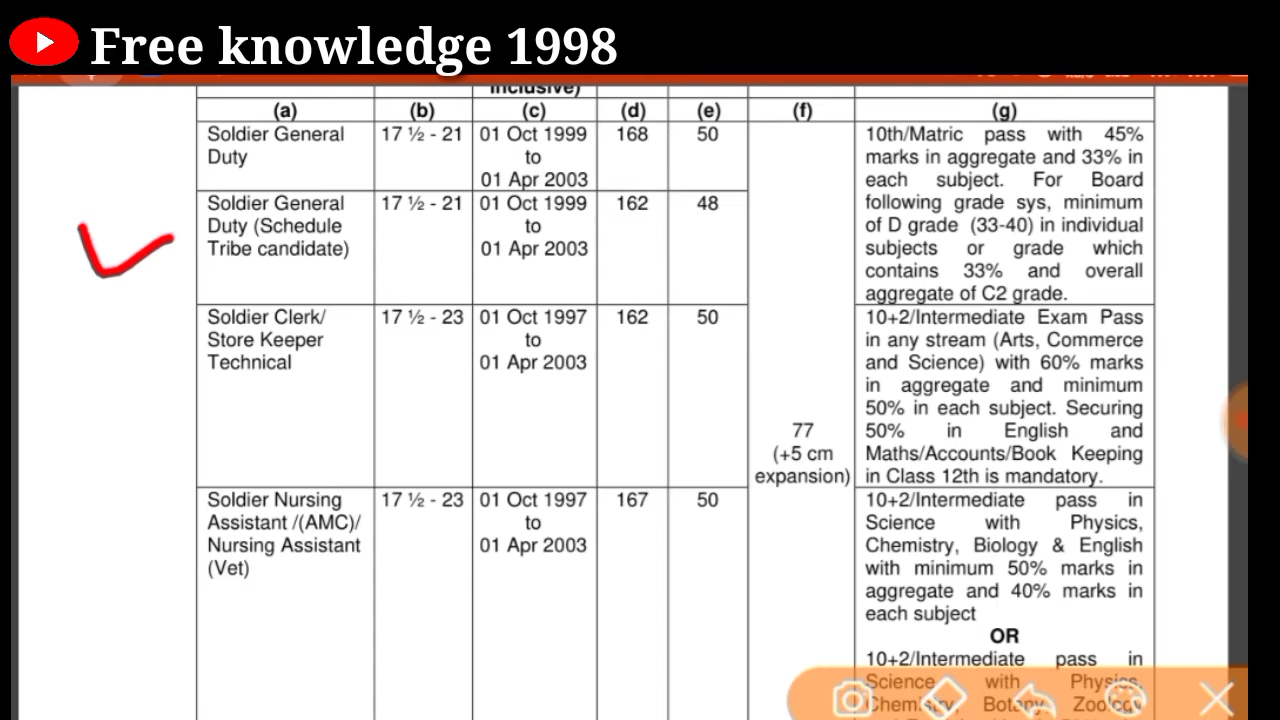 Free knowledge 1998
inclusive)
(a) (b) (c) (d) (e) (f) (g)
Soldier General
Duty
17 ½ - 21
01 Oct 1999
to
01 Apr 2003
168
50
10th/Matric pass with 45%
marks in aggregate and 33% in
each subject. For Board
following grade sys, minimum
of D grade (33-40) in individual
subjects or grade which
contains 33% and overall
aggregate of C2 grade.
Soldier General
Duty (Schedule
Tribe candidate)
17 ½ - 21
01 Oct 1999
to
01 Apr 2003
162
48
Soldier Clerk/
Store Keeper
Technical
17 ½ - 23
01 Oct 1997
to
01 Apr 2003
162
50
77
(+5 cm
expansion)
10+2/Intermediate Exam Pass
in any stream (Arts, Commerce
and Science) with 60% marks
in aggregate and minimum
50% in each subject. Securing
50% in English and
Maths/Accounts/Book Keeping
in Class 12th is mandatory.
Soldier Nursing
Assistant /(AMC)/
Nursing Assistant
(Vet)
17 ½ - 23
01 Oct 1997
to
01 Apr 2003
167
50
10+2/Intermediate pass in
Science with Physics,
Chemistry, Biology & English
with minimum 50% marks in
aggregate and 40% marks in
each subject
OR
10+2/Intermediate pass in
Science with Physics,
Chemistry, Botany, Zoology